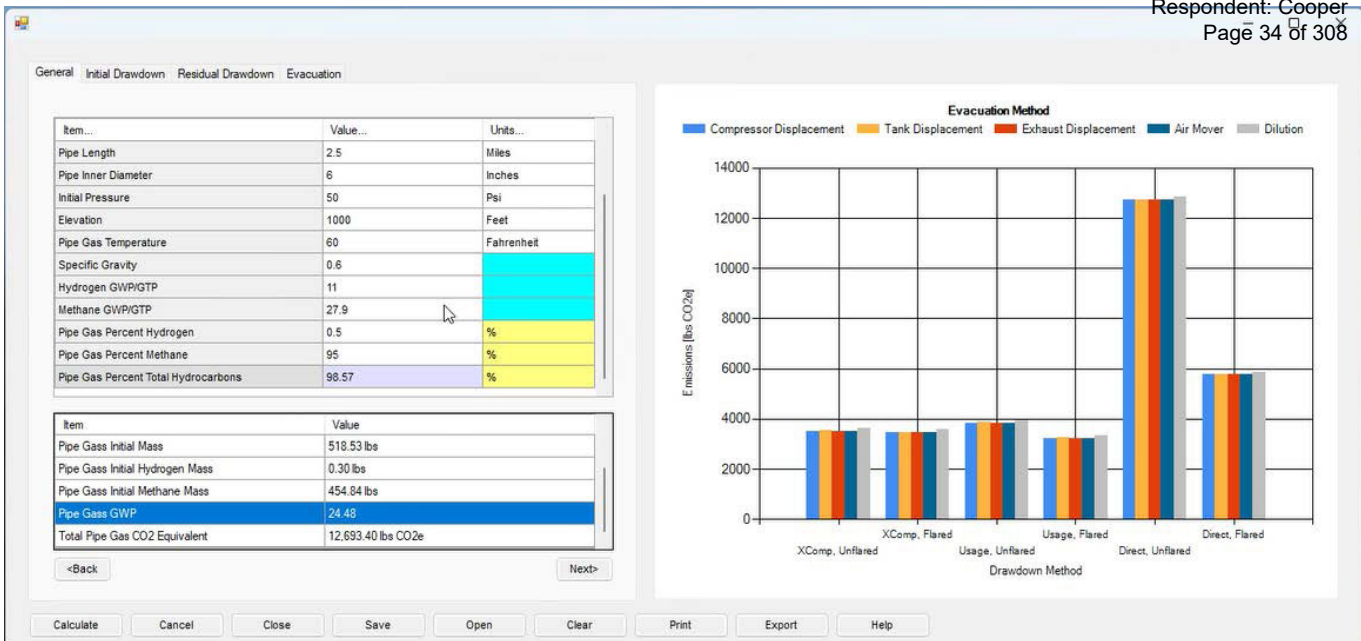 Respondent: Cooper
Page 34 of 308
General Initial Drawdown Residual Drawdown Evacuation
Item... Value... Units...
Pipe Length 2.5 Miles
Pipe Inner Diameter 6 Inches
Initial Pressure 50 Psi
Elevation 1000 Feet
Pipe Gas Temperature 60 Fahrenheit
Specific Gravity 0.6
Hydrogen GWP/GTP 11
Methane GWP/GTP 27.9
Pipe Gas Percent Hydrogen 0.5 %
Pipe Gas Percent Methane 95 %
Pipe Gas Percent Total Hydrocarbons 98.57 %
Item Value
Pipe Gass Initial Mass 518.53 lbs
Pipe Gass Initial Hydrogen Mass 0.30 lbs
Pipe Gass Initial Methane Mass 454.84 lbs
Pipe Gass GWP 24.48
Total Pipe Gas CO2 Equivalent 12,693.40 lbs CO2e
<Back Next>
Evacuation Method
Compressor Displacement Tank Displacement Exhaust Displacement Air Mover Dilution
14000
12000
10000
8000
6000
4000
2000
0
Emissions [lbs CO2e]
XComp, Unflared XComp, Flared Usage, Unflared Usage, Flared Direct, Unflared Direct, Flared
Drawdown Method
Calculate Cancel Close Save Open Clear Print Export Help